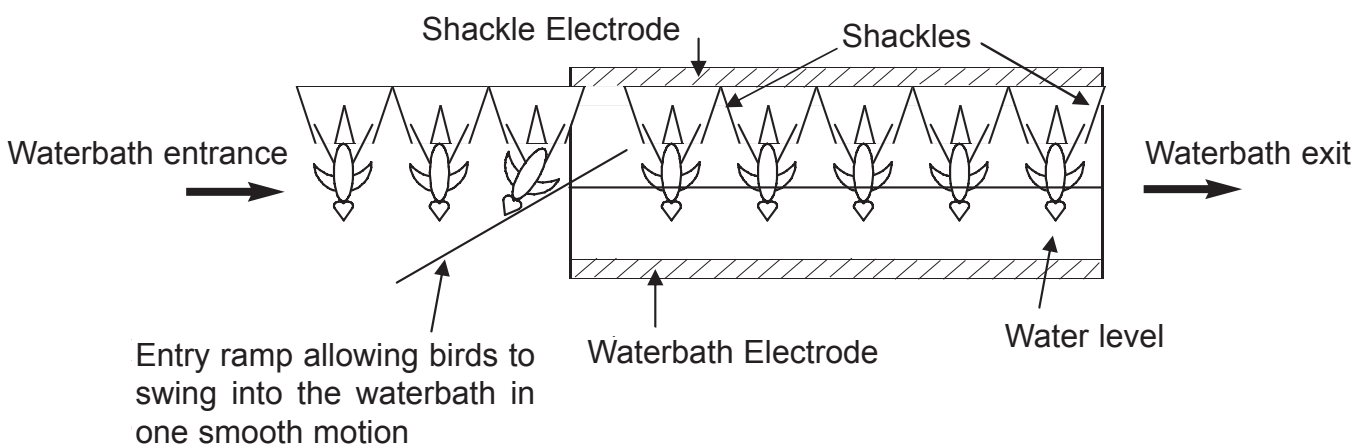 Shackle Electrode
Shackles
Waterbath entrance
Waterbath exit
Entry ramp allowing birds to
swing into the waterbath in
one smooth motion
Waterbath Electrode
Water level